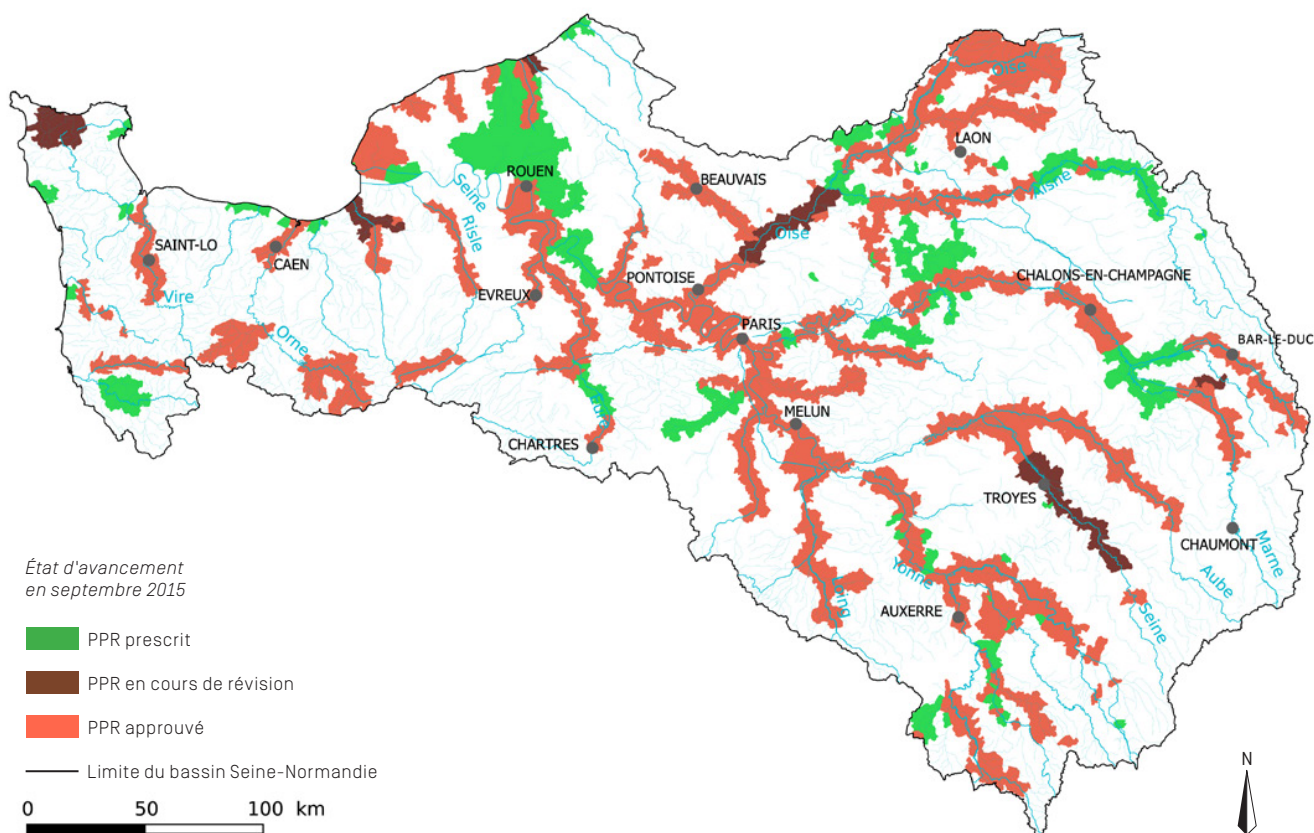 Oise
LAON
ROUEN
BEAUVAIS
Aisne
Seine
Risle
SAINT-LO
CAEN
Oise
PONTOISE
CHALONS-EN-CHAMPAGNE
Vire
EVREUX
PARIS
BAR-LE-DUC
Orne
Eure
MELUN
CHARTRES
TROYES
CHAUMONT
Marne
Aube
Yonne
Loing
AUXERRE
Seine
État d'avancement
en septembre 2015
PPR prescrit
PPR en cours de révision
PPR approuvé
Limite du bassin Seine-Normandie
0 50 100 km
N